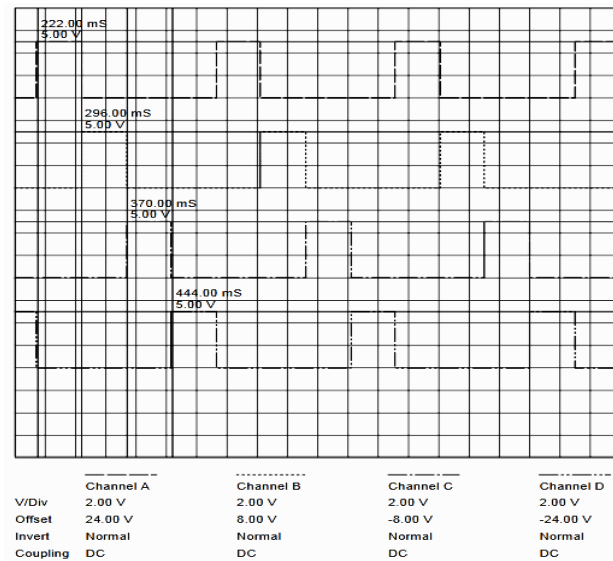 222.00 mS
5.00 V
296.00 mS
5.00 V
370.00 mS
5.00 V
444.00 mS
5.00 V
Channel A Channel B Channel C Channel D
V/Div 2.00 V 2.00 V 2.00 V 2.00 V
Offset 24.00 V 8.00 V -8.00 V -24.00 V
Invert Normal Normal Normal Normal
Coupling DC DC DC DC